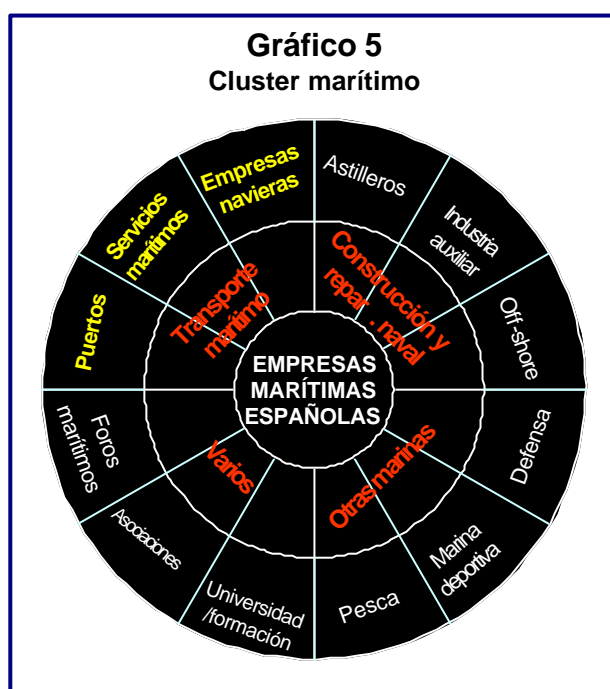 Gráfico 5
Cluster marítimo
Empresas
navieras
Astilleros
Servicios
marítimos
Industria
auxiliar
Transporte
marítimo
Construcción y
repar . naval
Puertos
Off-shore
EMPRESAS
MARÍTIMAS
ESPAÑOLAS
Foros
marítimos
Defensa
Varios
Otras marinas
Asociaciones
Marina
deportiva
Universidad
/formación
Pesca